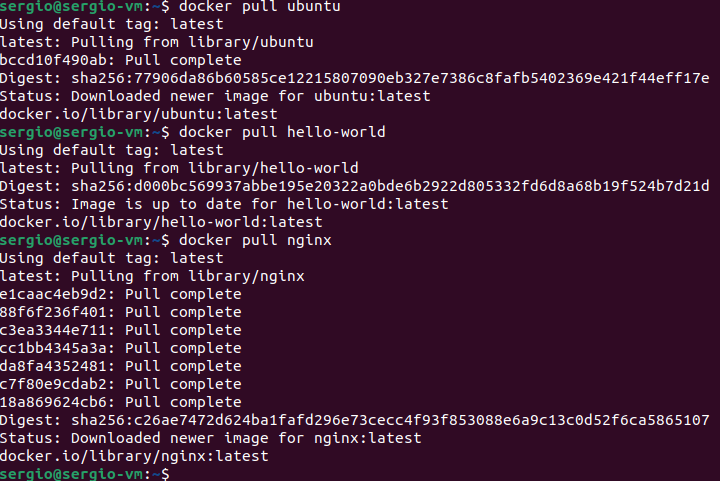 sergio@sergio-vm:~$ docker pull ubuntu
Using default tag: latest
latest: Pulling from library/ubuntu
bccd10f490ab: Pull complete
Digest: sha256:77906da86b60585ce12215807090eb327e7386c8fafb5402369e421f44eff17e
Status: Downloaded newer image for ubuntu:latest
docker.io/library/ubuntu:latest
sergio@sergio-vm:~$ docker pull hello-world
Using default tag: latest
latest: Pulling from library/hello-world
Digest: sha256:d000bc569937abbe195e20322a0bde6b2922d805332fd6d8a68b19f524b7d21d
Status: Image is up to date for hello-world:latest
docker.io/library/hello-world:latest
sergio@sergio-vm:~$ docker pull nginx
Using default tag: latest
latest: Pulling from library/nginx
e1caac4eb9d2: Pull complete
88f6f236f401: Pull complete
c3ea3344e711: Pull complete
cc1bb4345a3a: Pull complete
da8fa4352481: Pull complete
c7f80e9cdab2: Pull complete
18a869624cb6: Pull complete
Digest: sha256:c26ae7472d624ba1fafd296e73cecc4f93f853088e6a9c13c0d52f6ca5865107
Status: Downloaded newer image for nginx:latest
docker.io/library/nginx:latest
sergio@sergio-vm:~$